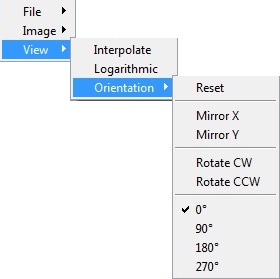 File
Image
View
Interpolate
Logarithmic
Orientation
Reset
Mirror X
Mirror Y
Rotate CW
Rotate CCW
0°
90°
180°
270°